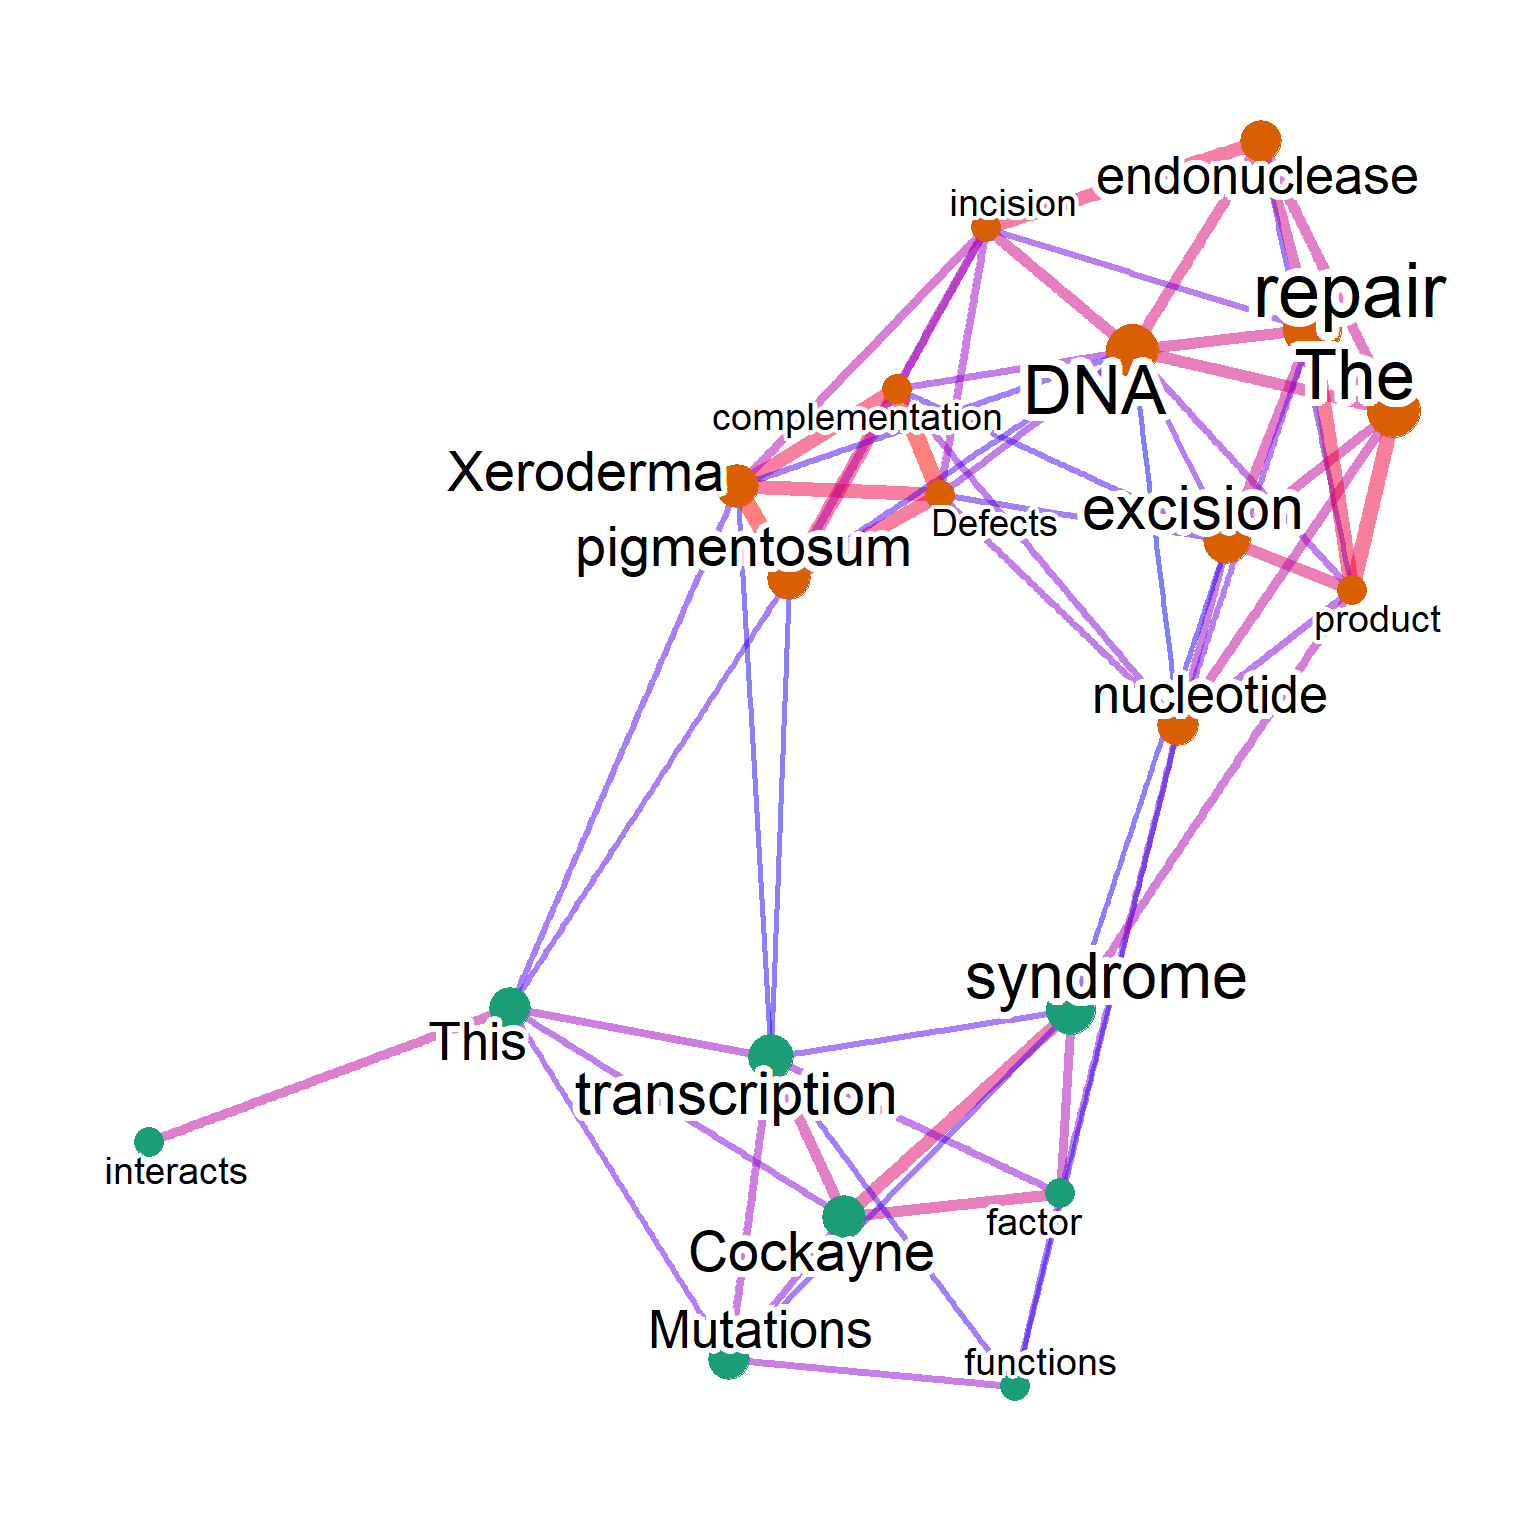 endonuclease
incision
repair
The
DNA
complementation
Xeroderma
excision
Defects
pigmentosum
product
nucleotide
syndrome
This
transcription
interacts
factor
Cockayne
Mutations
functions